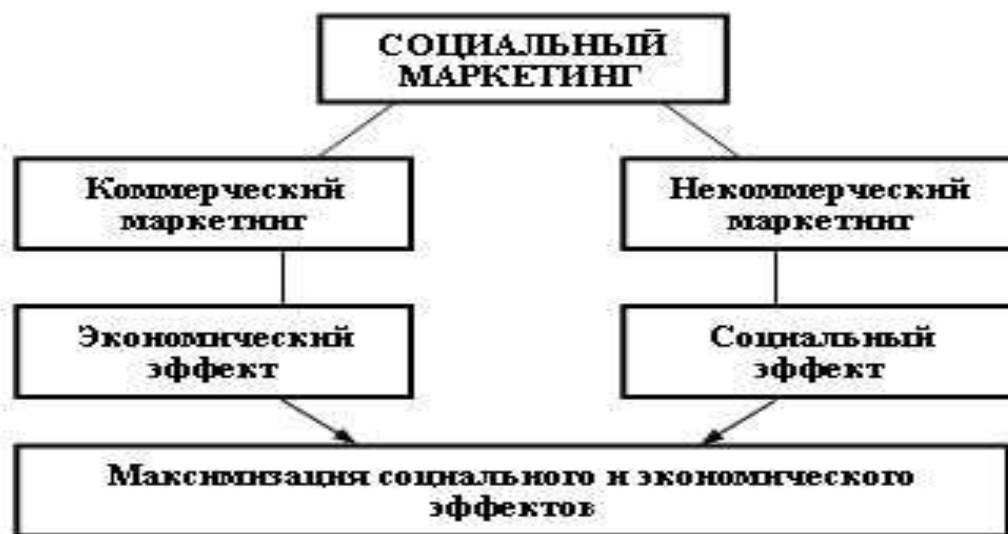 СОЦИАЛЬНЫЙ
МАРКЕТИНГ
Коммерческий
маркетинг
Некоммерческий
маркетинг
Экономический
эффект
Социальный
эффект
Максимизация социального и экономического
эффектов